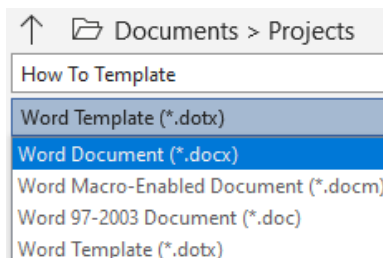 Documents > Projects
How To Template
Word Template (*.dotx)
Word Document (*.docx)
Word Macro-Enabled Document (*.docm)
Word 97-2003 Document (*.doc)
Word Template (*.dotx)